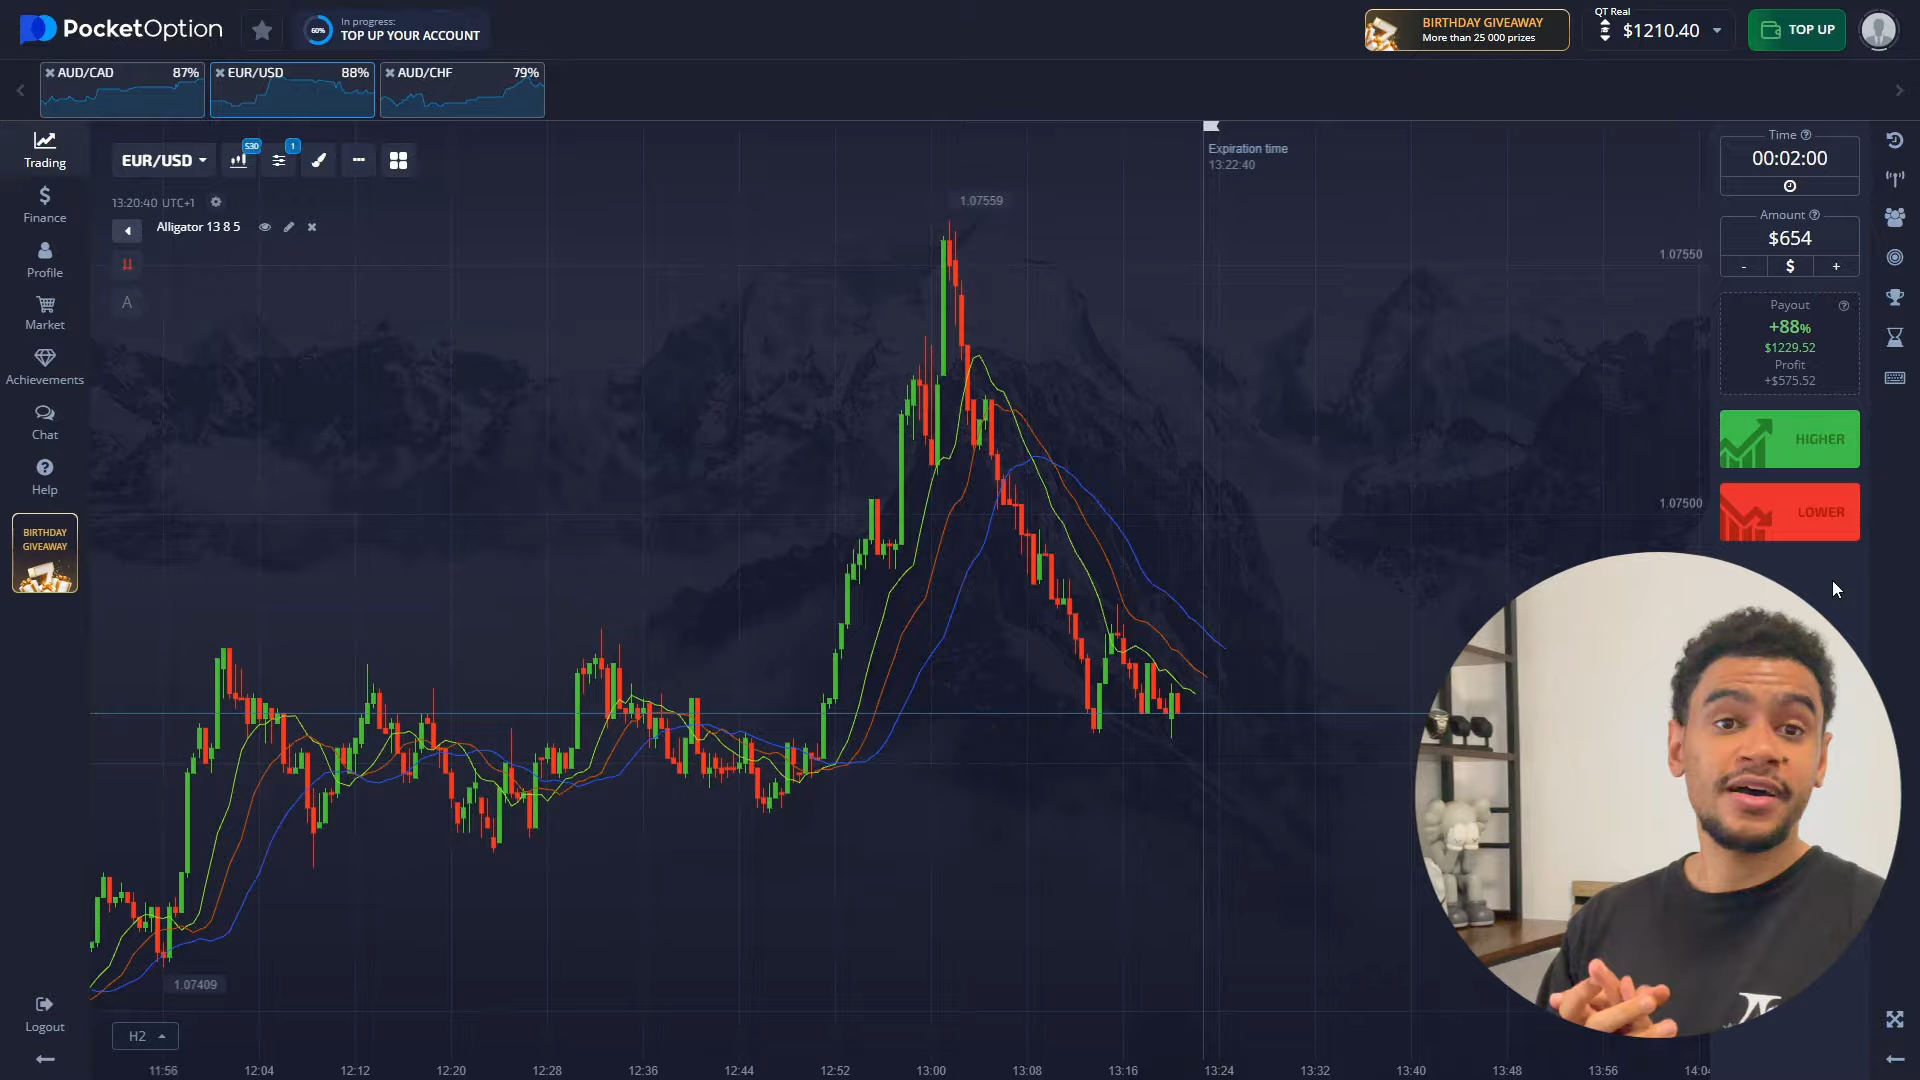 PocketOption
60%
In progress:
TOP UP YOUR ACCOUNT
BIRTHDAY GIVEAWAY
More than 25 000 prizes
QT Real
$1210.40
TOP UP
AUD/CAD 87%
EUR/USD 88%
AUD/CHF 79%
Trading
Finance
Profile
Market
Achievements
Chat
Help
BIRTHDAY
GIVEAWAY
Logout
EUR/USD
S30
1
13:20:40 UTC+1
Alligator 13 8 5
A
Expiration time
13:22:40
1.07559
1.07550
1.07500
1.07409
H2
11:56 12:04 12:12 12:20 12:28 12:36 12:44 12:52 13:00 13:08 13:16 13:24 13:32 13:40 13:48 13:56 14:04
Time
00:02:00
Amount
$654
- $ +
Payout
+88%
$1229.52
Profit
+$575.52
HIGHER
LOWER